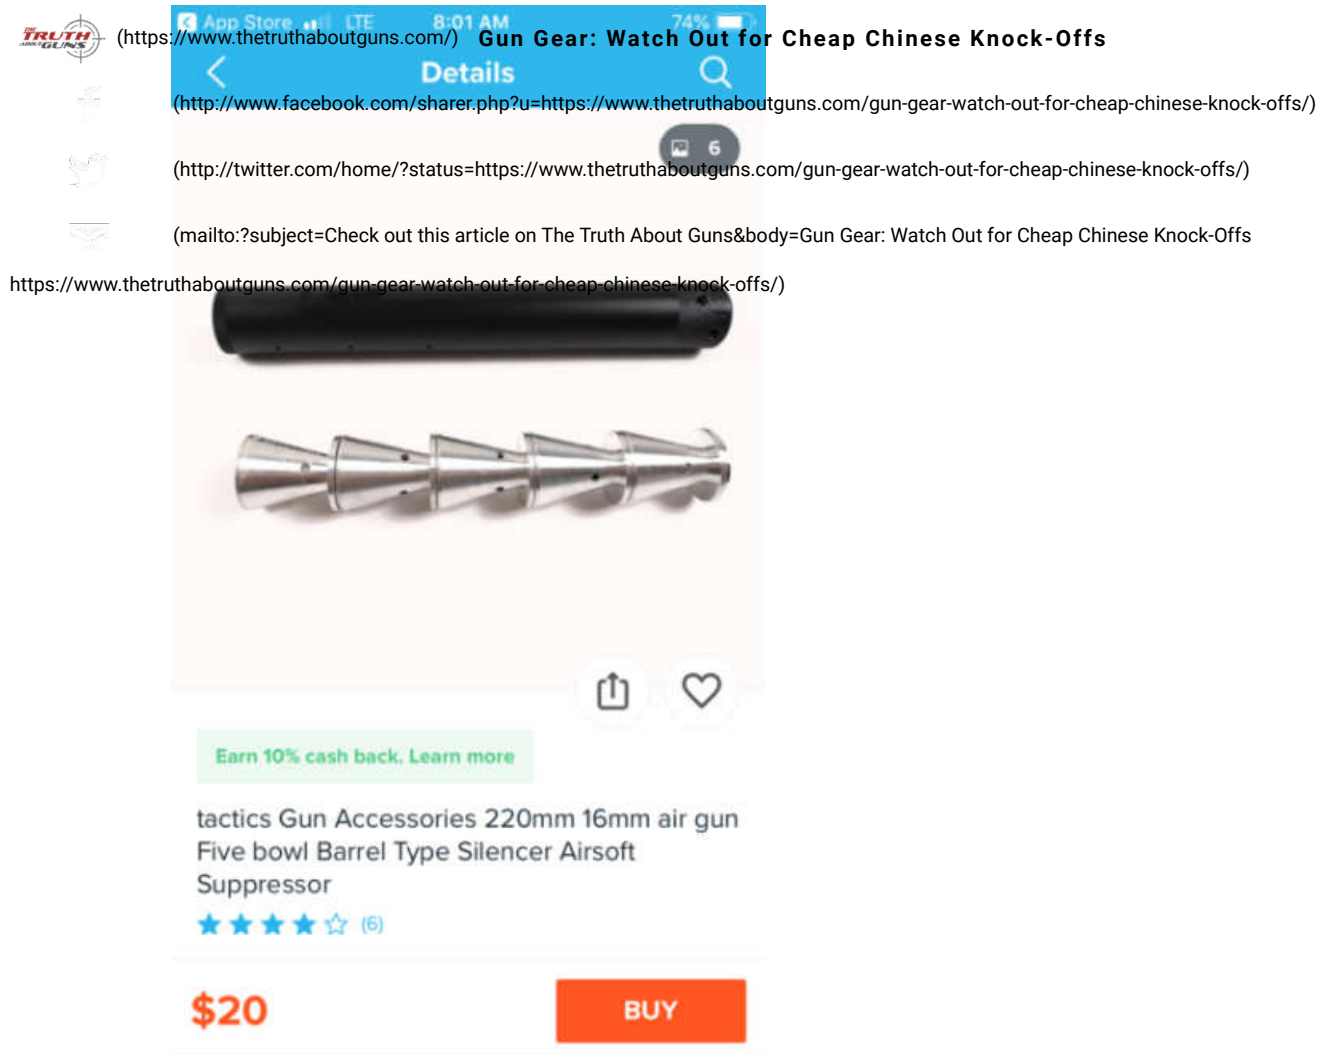 App Store LTE 8:01 AM 74%
THE TRUTH ABOUT GUNS (https://www.thetruthaboutguns.com/) Gun Gear: Watch Out for Cheap Chinese Knock-Offs
Details
(http://www.facebook.com/sharer.php?u=https://www.thetruthaboutguns.com/gun-gear-watch-out-for-cheap-chinese-knock-offs/)
6
(http://twitter.com/home/?status=https://www.thetruthaboutguns.com/gun-gear-watch-out-for-cheap-chinese-knock-offs/)
(mailto:?subject=Check out this article on The Truth About Guns&body=Gun Gear: Watch Out for Cheap Chinese Knock-Offs
https://www.thetruthaboutguns.com/gun-gear-watch-out-for-cheap-chinese-knock-offs/)
Earn 10% cash back. Learn more
tactics Gun Accessories 220mm 16mm air gun
Five bowl Barrel Type Silencer Airsoft
Suppressor
(6)
$20 BUY